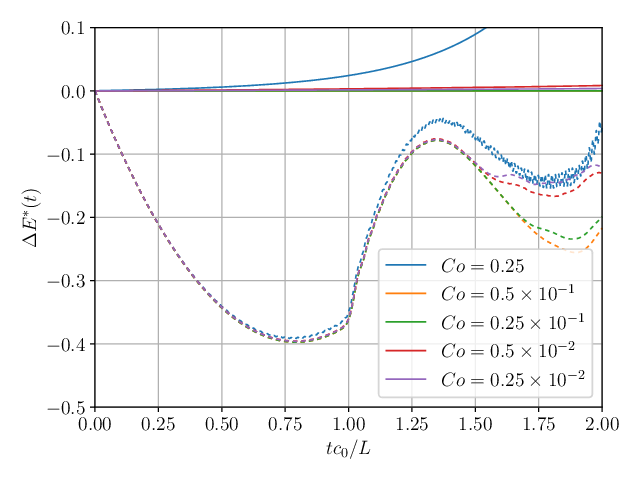 0.1
0.0
−0.1
−0.2
−0.3
−0.4
−0.5
ΔE*(t)
0.00 0.25 0.50 0.75 1.00 1.25 1.50 1.75 2.00
tc₀/L
Co = 0.25
Co = 0.5 × 10⁻¹
Co = 0.25 × 10⁻¹
Co = 0.5 × 10⁻²
Co = 0.25 × 10⁻²